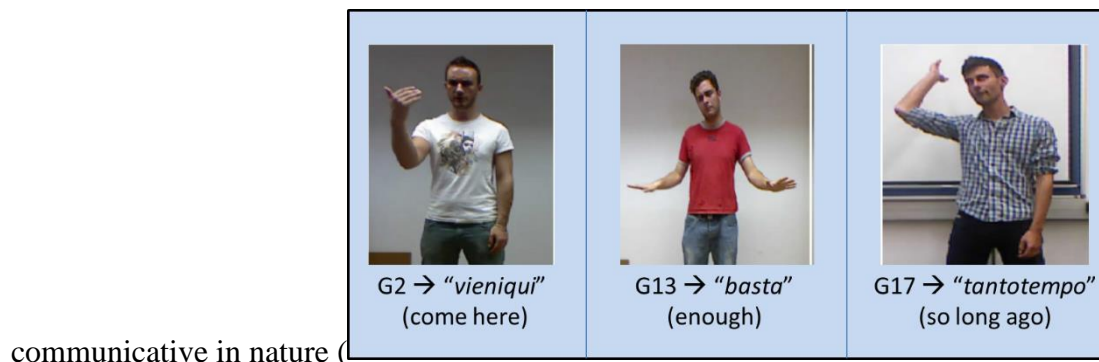 G2 → “vieniqui”
(come here)
G13 → “basta”
(enough)
G17 → “tantotempo”
(so long ago)
communicative in nature (